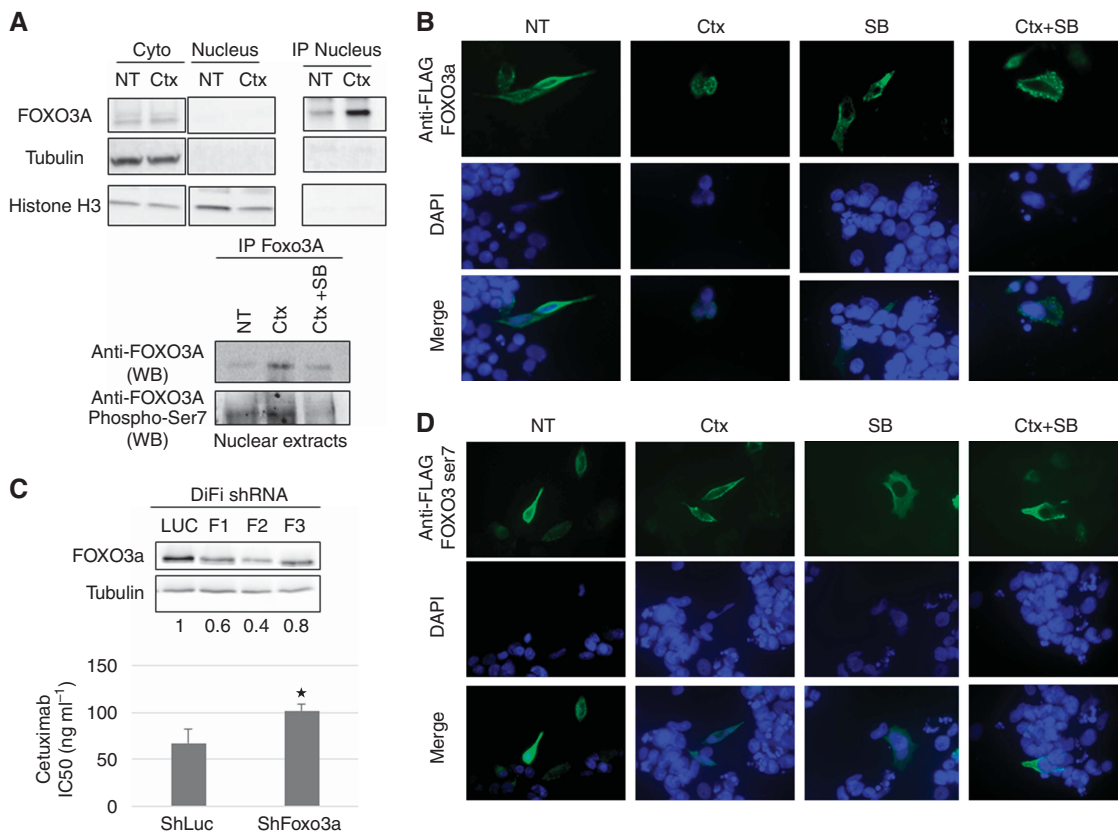 A
Cyto Nucleus IP Nucleus
NT Ctx NT Ctx NT Ctx
FOXO3A
Tubulin
Histone H3
IP Foxo3A
NT Ctx Ctx +SB
Anti-FOXO3A
(WB)
Anti-FOXO3A
Phospho-Ser7
(WB)
Nuclear extracts
B
NT Ctx SB Ctx+SB
Anti-FLAG
FOXO3a
DAPI
Merge
C
DiFi shRNA
LUC F1 F2 F3
FOXO3a
Tubulin
1 0.6 0.4 0.8
Cetuximab
IC50 (ng ml⁻¹)
150
100
50
0
★
ShLuc ShFoxo3a
D
NT Ctx SB Ctx+SB
Anti-FLAG
FOXO3 ser7
DAPI
Merge